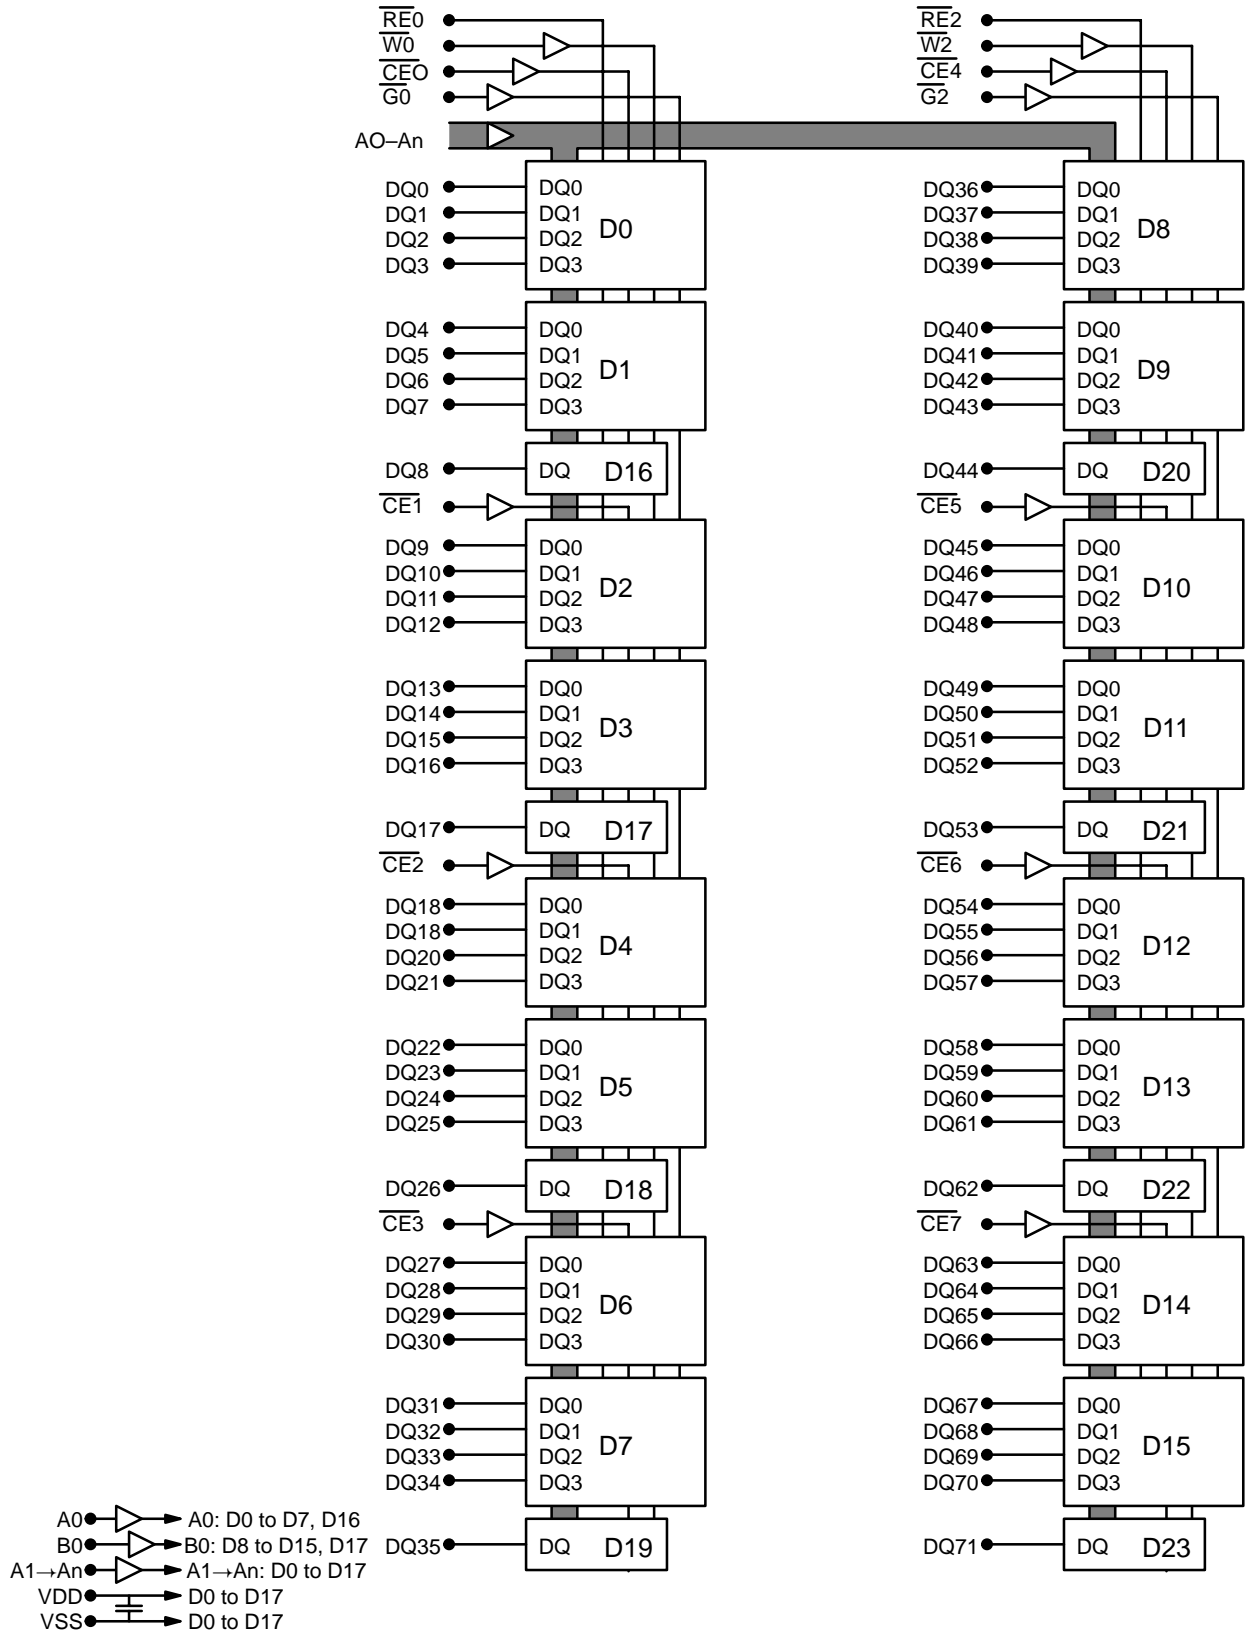 RE0
W0
CEO
G0
AO–An
DQ0 DQ0
DQ1 DQ1
DQ2 DQ2
DQ3 DQ3
D0
DQ4 DQ0
DQ5 DQ1
DQ6 DQ2
DQ7 DQ3
D1
DQ8 DQ D16
CE1
DQ9 DQ0
DQ10 DQ1
DQ11 DQ2
DQ12 DQ3
D2
DQ13 DQ0
DQ14 DQ1
DQ15 DQ2
DQ16 DQ3
D3
DQ17 DQ D17
CE2
DQ18 DQ0
DQ18 DQ1
DQ20 DQ2
DQ21 DQ3
D4
DQ22 DQ0
DQ23 DQ1
DQ24 DQ2
DQ25 DQ3
D5
DQ26 DQ D18
CE3
DQ27 DQ0
DQ28 DQ1
DQ29 DQ2
DQ30 DQ3
D6
DQ31 DQ0
DQ32 DQ1
DQ33 DQ2
DQ34 DQ3
D7
DQ35 DQ D19
RE2
W2
CE4
G2
DQ36 DQ0
DQ37 DQ1
DQ38 DQ2
DQ39 DQ3
D8
DQ40 DQ0
DQ41 DQ1
DQ42 DQ2
DQ43 DQ3
D9
DQ44 DQ D20
CE5
DQ45 DQ0
DQ46 DQ1
DQ47 DQ2
DQ48 DQ3
D10
DQ49 DQ0
DQ50 DQ1
DQ51 DQ2
DQ52 DQ3
D11
DQ53 DQ D21
CE6
DQ54 DQ0
DQ55 DQ1
DQ56 DQ2
DQ57 DQ3
D12
DQ58 DQ0
DQ59 DQ1
DQ60 DQ2
DQ61 DQ3
D13
DQ62 DQ D22
CE7
DQ63 DQ0
DQ64 DQ1
DQ65 DQ2
DQ66 DQ3
D14
DQ67 DQ0
DQ68 DQ1
DQ69 DQ2
DQ70 DQ3
D15
DQ71 DQ D23
A0 A0: D0 to D7, D16
B0 B0: D8 to D15, D17
A1→An A1→An: D0 to D17
VDD D0 to D17
VSS D0 to D17